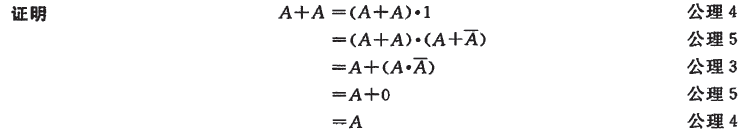 证明 A+A=(A+A)•1 公理 4
=(A+A)•(A+A̅) 公理 5
=A+(A•A̅) 公理 3
=A+0 公理 5
=A 公理 4